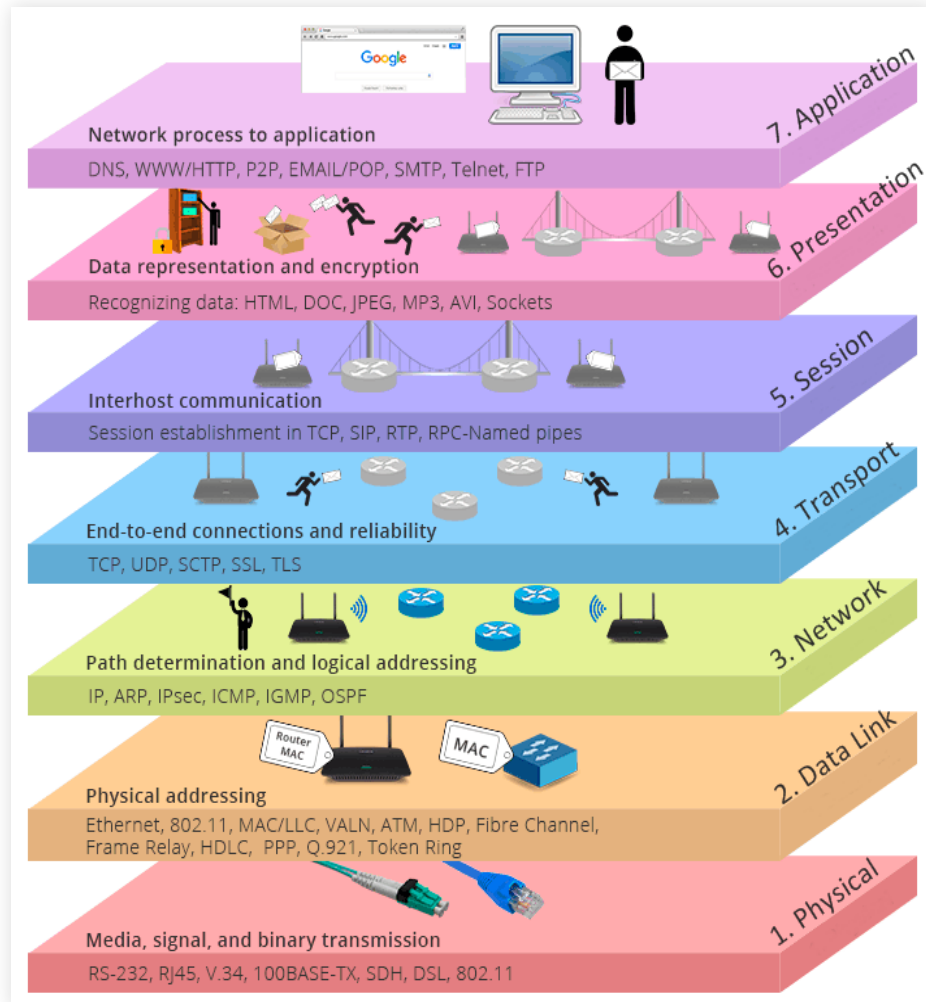 Google
7. Application
Network process to application
DNS, WWW/HTTP, P2P, EMAIL/POP, SMTP, Telnet, FTP
6. Presentation
Data representation and encryption
Recognizing data: HTML, DOC, JPEG, MP3, AVI, Sockets
5. Session
Interhost communication
Session establishment in TCP, SIP, RTP, RPC-Named pipes
4. Transport
End-to-end connections and reliability
TCP, UDP, SCTP, SSL, TLS
3. Network
Path determination and logical addressing
IP, ARP, IPsec, ICMP, IGMP, OSPF
Router
MAC
MAC
2. Data Link
Physical addressing
Ethernet, 802.11, MAC/LLC, VALN, ATM, HDP, Fibre Channel,
Frame Relay, HDLC, PPP, Q.921, Token Ring
1. Physical
Media, signal, and binary transmission
RS-232, RJ45, V.34, 100BASE-TX, SDH, DSL, 802.11